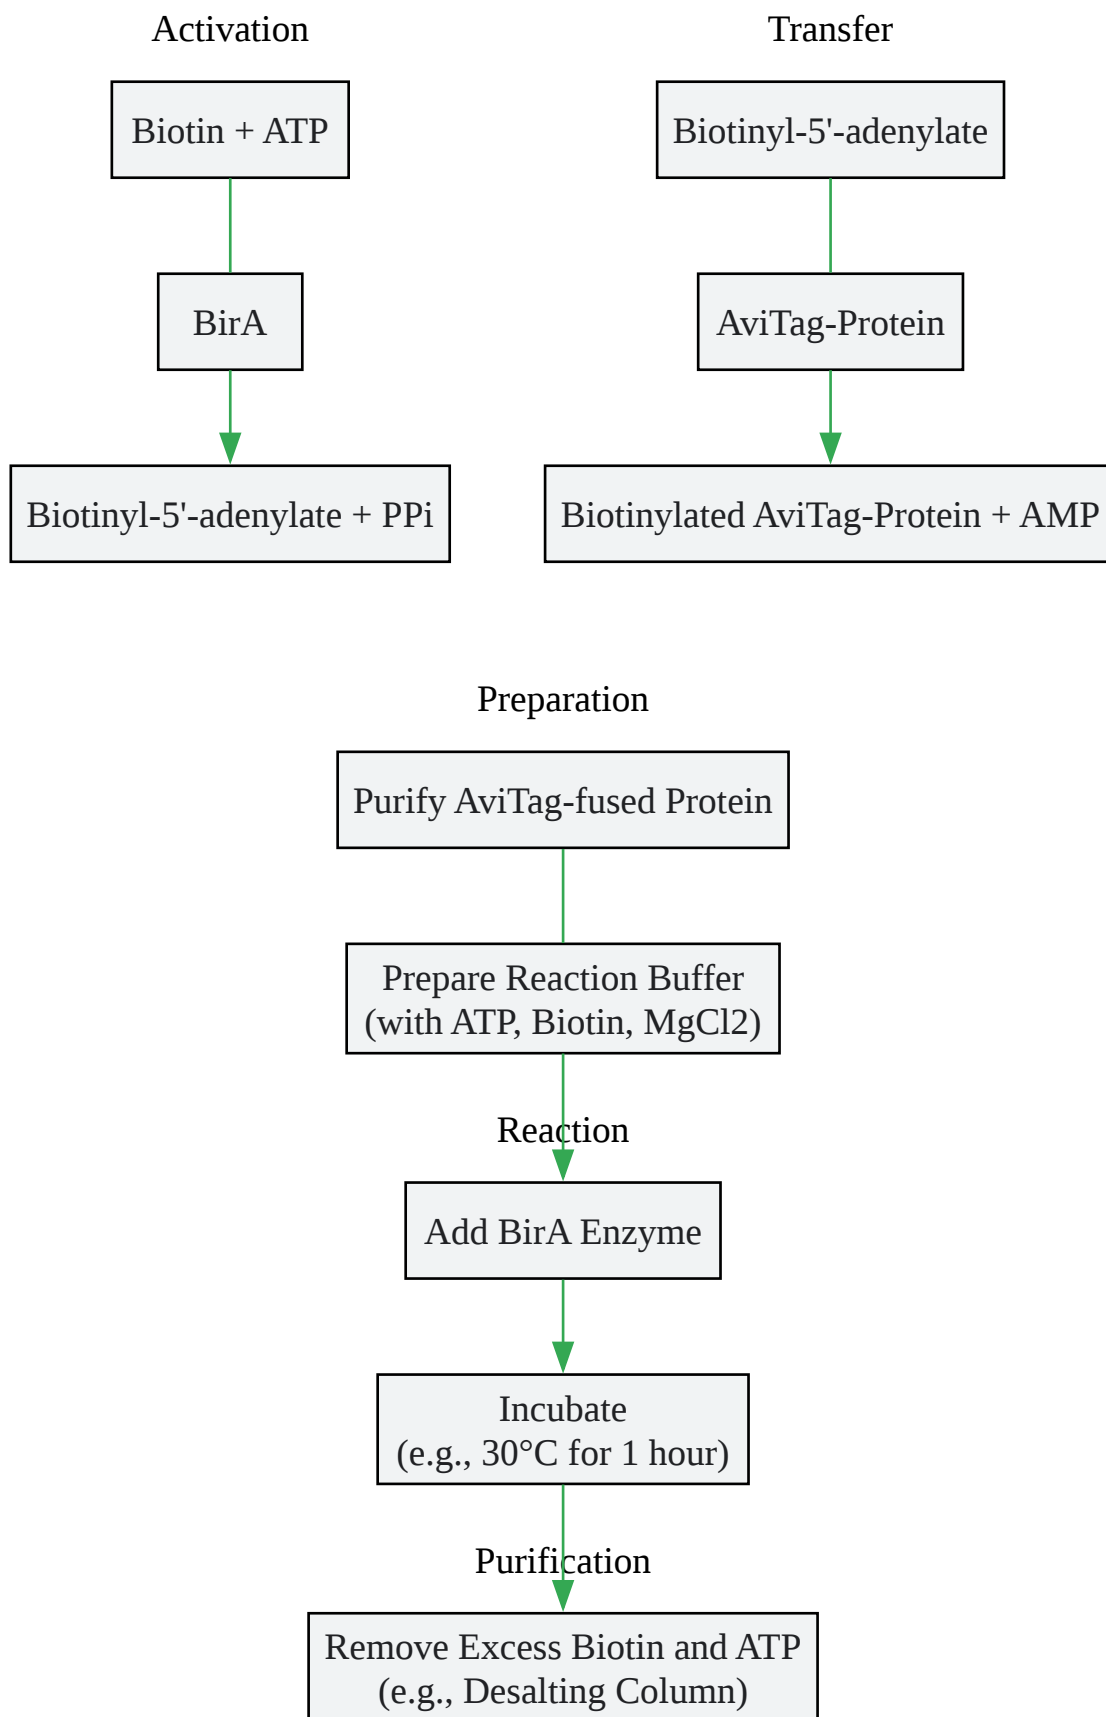 Activation
Biotin + ATP
BirA
Biotinyl-5'-adenylate + PPi
Transfer
Biotinyl-5'-adenylate
AviTag-Protein
Biotinylated AviTag-Protein + AMP
Preparation
Purify AviTag-fused Protein
Prepare Reaction Buffer
(with ATP, Biotin, MgCl2)
Reaction
Add BirA Enzyme
Incubate
(e.g., 30°C for 1 hour)
Purification
Remove Excess Biotin and ATP
(e.g., Desalting Column)